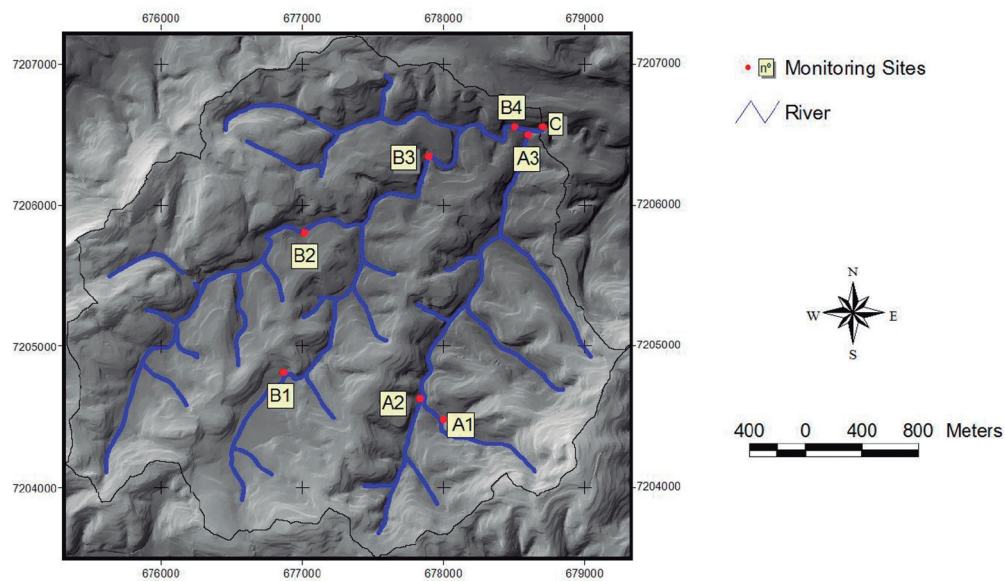 676000 677000 678000 679000
7207000 7207000
7206000 7206000
7205000 7205000
7204000 7204000
676000 677000 678000 679000
B4
C
B3
A3
B2
B1
A2
A1
nº Monitoring Sites
River
N
W E
S
400 0 400 800 Meters